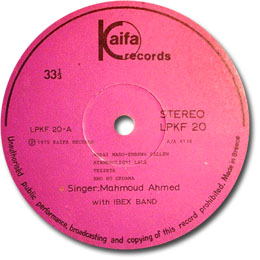 Kaifa
records
33⅓
STEREO
LPKF 20-A
LPKF 20
Ⓟ 1975 KAIFA RECORDS
TEZZETA
Singer:Mahmoud Ahmed
with IBEX BAND
Unauthorized public performance, broadcasting and copying of this record prohibited, Made in Greece